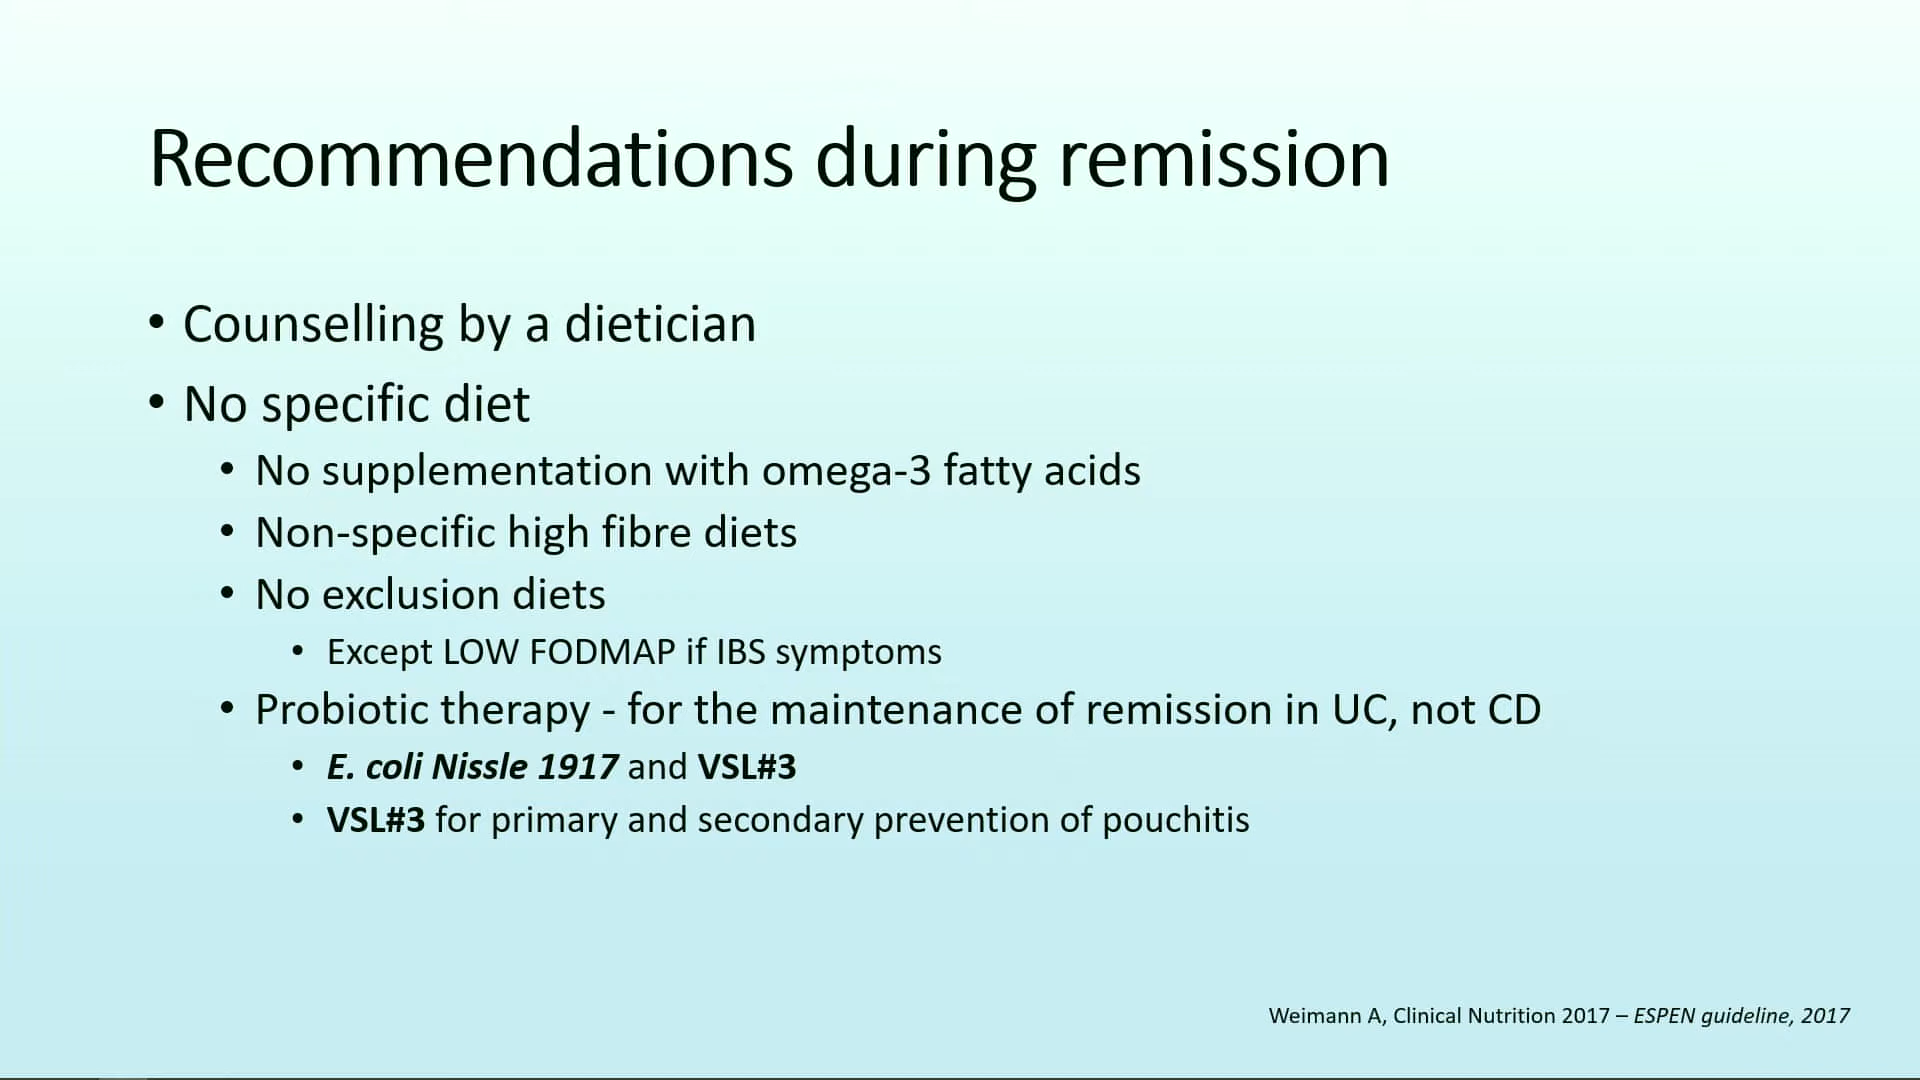 Recommendations during remission
• Counselling by a dietician
• No specific diet
• No supplementation with omega-3 fatty acids
• Non-specific high fibre diets
• No exclusion diets
• Except LOW FODMAP if IBS symptoms
• Probiotic therapy - for the maintenance of remission in UC, not CD
• E. coli Nissle 1917 and VSL#3
• VSL#3 for primary and secondary prevention of pouchitis
Weimann A, Clinical Nutrition 2017 – ESPEN guideline, 2017